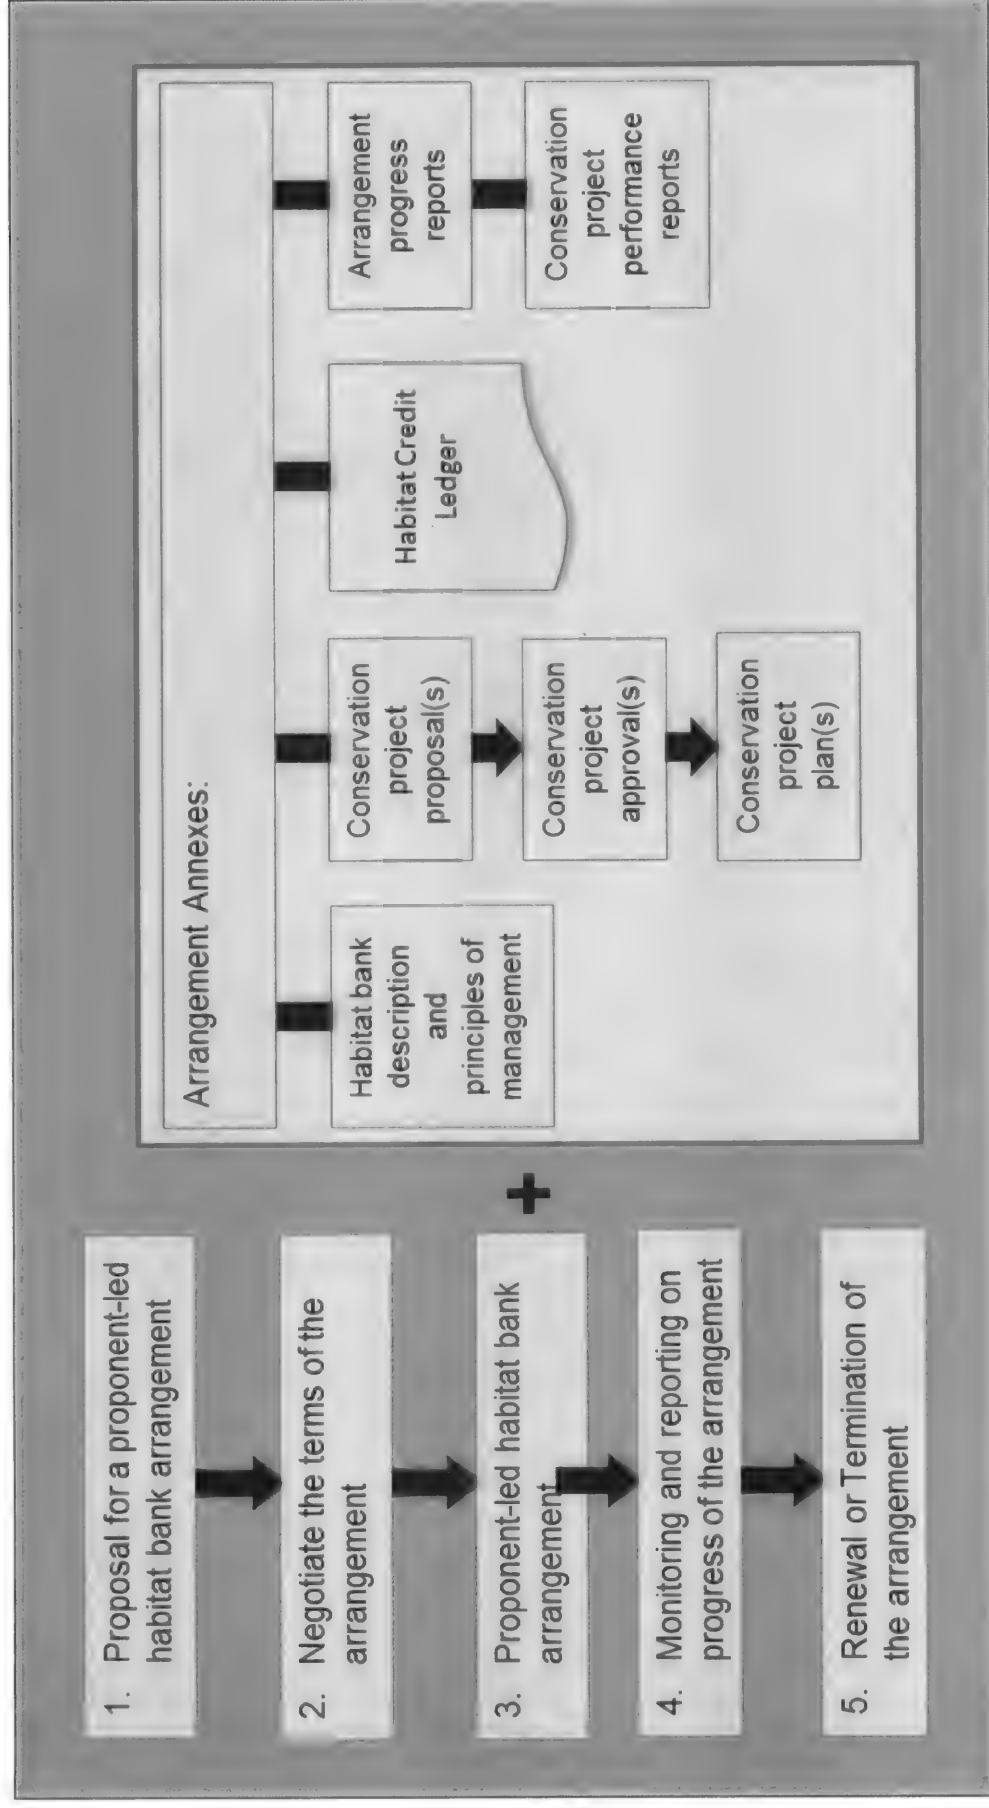 1. Proposal for a proponent-led
habitat bank arrangement
2. Negotiate the terms of the
arrangement
3. Proponent-led habitat bank
arrangement
4. Monitoring and reporting on
progress of the arrangement
5. Renewal or Termination of
the arrangement
+
Arrangement Annexes:
Habitat bank
description
and
principles of
management
Conservation
project
proposal(s)
Conservation
project
approval(s)
Conservation
project
plan(s)
Habitat Credit
Ledger
Arrangement
progress
reports
Conservation
project
performance
reports